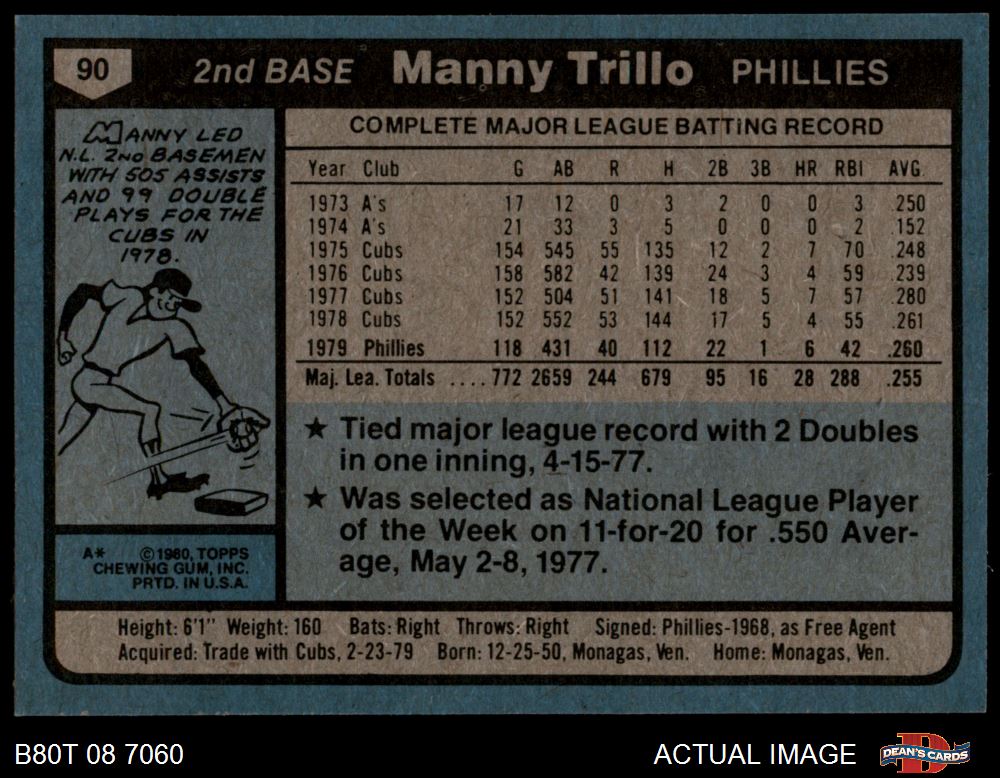 90 2nd BASE Manny Trillo PHILLIES
MANNY LED
N.L. 2ND BASEMEN
WITH 505 ASSISTS
AND 99 DOUBLE
PLAYS FOR THE
CUBS IN
1978.
COMPLETE MAJOR LEAGUE BATTING RECORD
Year Club G AB R H 2B 3B HR RBI AVG.
1973 A's 17 12 0 3 2 0 0 3 .250
1974 A's 21 33 3 5 0 0 0 2 .152
1975 Cubs 154 545 55 135 12 2 7 70 .248
1976 Cubs 158 582 42 139 24 3 4 59 .239
1977 Cubs 152 504 51 141 18 5 7 57 .280
1978 Cubs 152 552 53 144 17 5 4 55 .261
1979 Phillies 118 431 40 112 22 1 6 42 .260
Maj. Lea. Totals ....772 2659 244 679 95 16 28 288 .255
★ Tied major league record with 2 Doubles
in one inning, 4-15-77.
★ Was selected as National League Player
of the Week on 11-for-20 for .550 Aver-
age, May 2-8, 1977.
A* ©1980, TOPPS
CHEWING GUM, INC.
PRTD. IN U.S.A.
Height: 6'1" Weight: 160 Bats: Right Throws: Right Signed: Phillies-1968, as Free Agent
Acquired: Trade with Cubs, 2-23-79 Born: 12-25-50, Monagas, Ven. Home: Monagas, Ven.
B80T 08 7060 ACTUAL IMAGE D DEAN'S CARDS